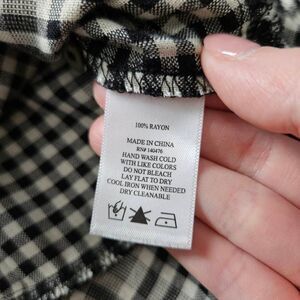 100% RAYON
MADE IN CHINA
RN# 140476
HAND WASH COLD
WITH LIKE COLORS
DO NOT BLEACH
LAY FLAT TO DRY
COOL IRON WHEN NEEDED
DRY CLEANABLE